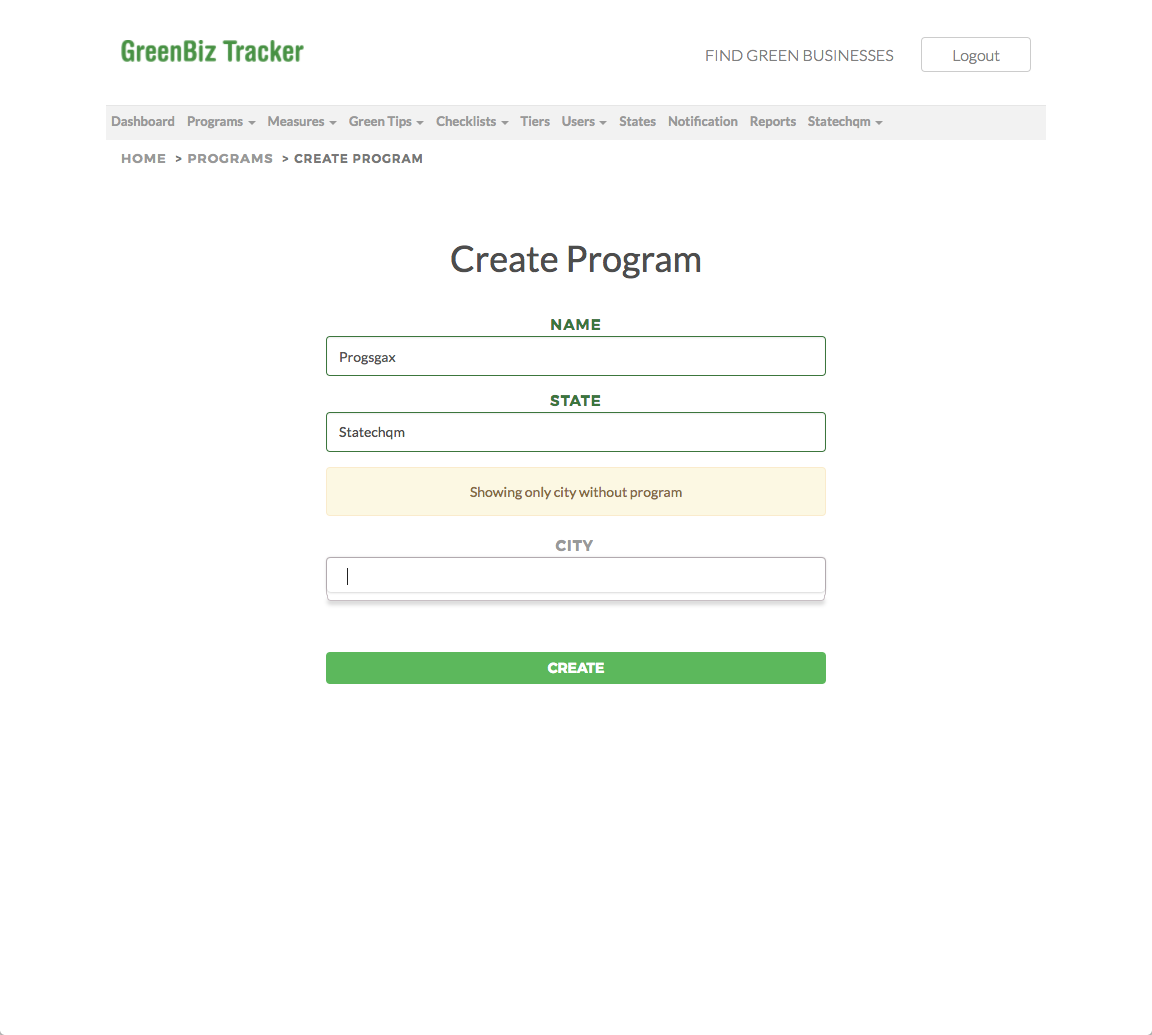 GreenBiz Tracker
FIND GREEN BUSINESSES
Logout
Dashboard Programs Measures Green Tips Checklists Tiers Users States Notification Reports Statechqm
HOME > PROGRAMS > CREATE PROGRAM
Create Program
NAME
Progsgax
STATE
Statechqm
Showing only city without program
CITY
CREATE